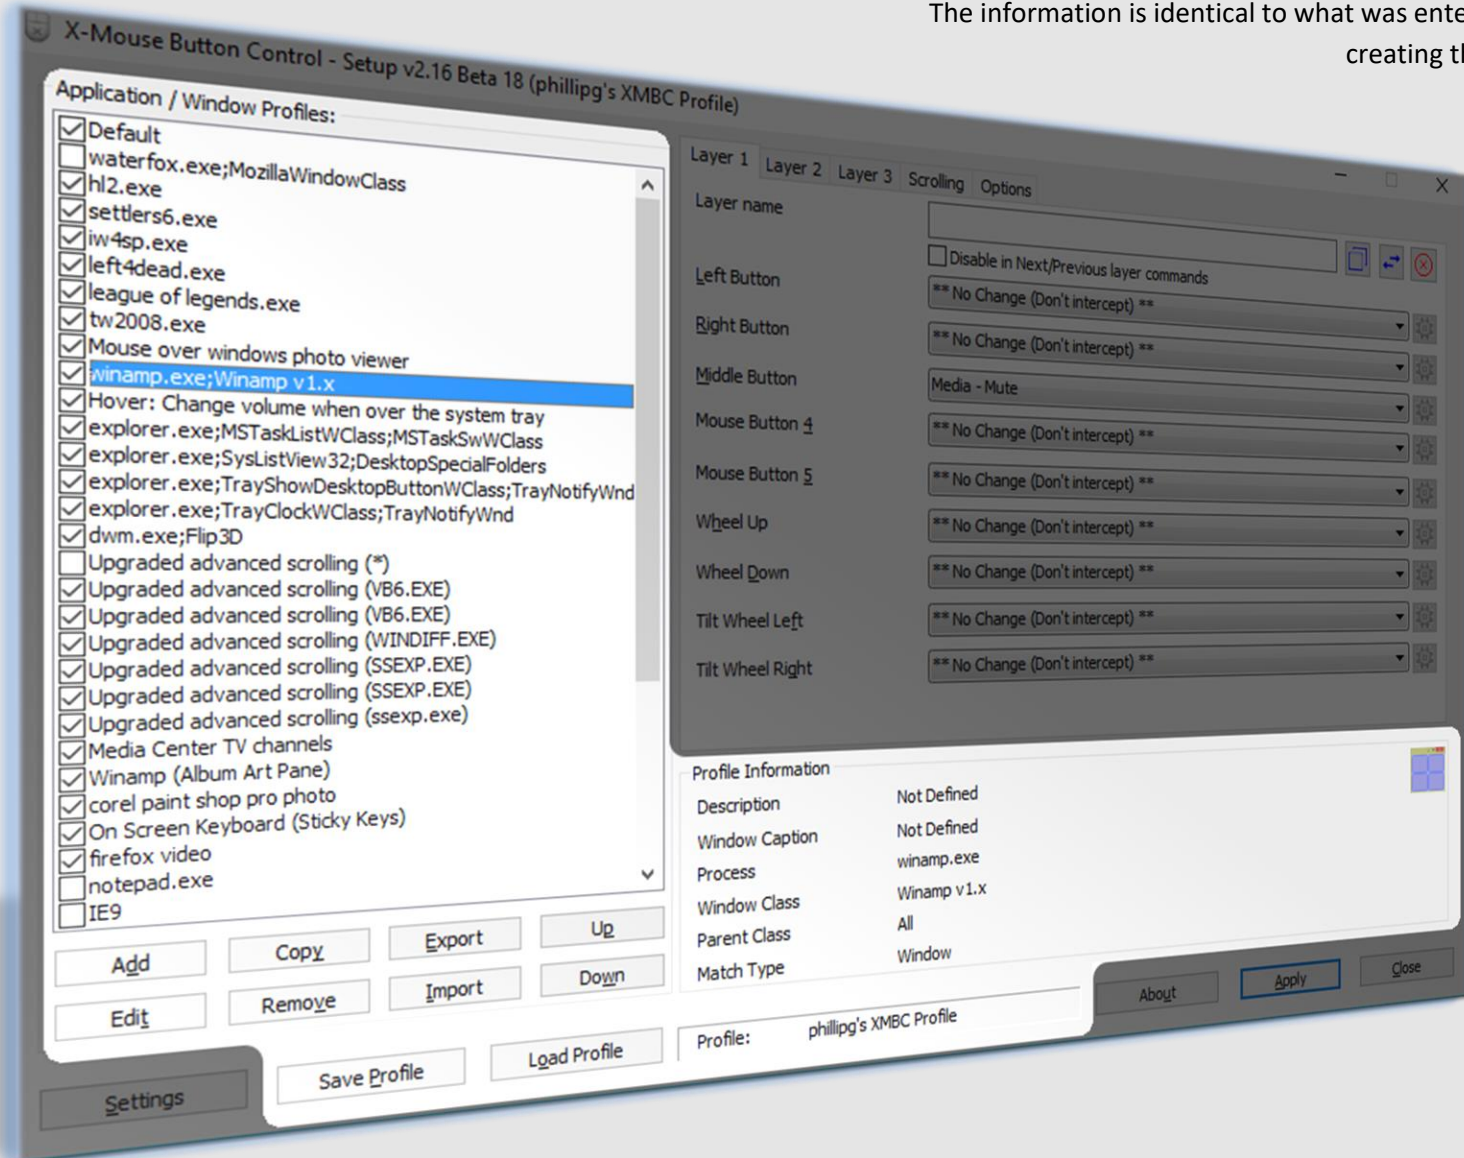 The information is identical to what was
creating
X-Mouse Button Control - Setup v2.16 Beta 18 (phillipg's XMBC Profile)
Application / Window Profiles:
Default
waterfox.exe;MozillaWindowClass
hl2.exe
settlers6.exe
iw4sp.exe
left4dead.exe
league of legends.exe
tw2008.exe
Mouse over windows photo viewer
winamp.exe;Winamp v1.x
Hover: Change volume when over the system tray
explorer.exe;MSTaskListWClass;MSTaskSwWClass
explorer.exe;SysListView32;DesktopSpecialFolders
explorer.exe;TrayShowDesktopButtonWClass;TrayNotifyWnd
explorer.exe;TrayClockWClass;TrayNotifyWnd
dwm.exe;Flip3D
Upgraded advanced scrolling (*)
Upgraded advanced scrolling (VB6.EXE)
Upgraded advanced scrolling (VB6.EXE)
Upgraded advanced scrolling (WINDIFF.EXE)
Upgraded advanced scrolling (SSEXP.EXE)
Upgraded advanced scrolling (SSEXP.EXE)
Upgraded advanced scrolling (ssexp.exe)
Media Center TV channels
Winamp (Album Art Pane)
corel paint shop pro photo
On Screen Keyboard (Sticky Keys)
firefox video
notepad.exe
IE9
Add
Copy
Export
Up
Edit
Remove
Import
Down
Settings
Save Profile
Load Profile
Layer 1
Layer 2
Layer 3
Scrolling
Options
Layer name
Disable in Next/Previous layer commands
Left Button
** No Change (Don't intercept) **
Right Button
** No Change (Don't intercept) **
Middle Button
Media - Mute
Mouse Button 4
** No Change (Don't intercept) **
Mouse Button 5
** No Change (Don't intercept) **
Wheel Up
** No Change (Don't intercept) **
Wheel Down
** No Change (Don't intercept) **
Tilt Wheel Left
** No Change (Don't intercept) **
Tilt Wheel Right
** No Change (Don't intercept) **
Profile Information
Description
Not Defined
Window Caption
Not Defined
Process
winamp.exe
Window Class
Winamp v1.x
Parent Class
All
Match Type
Window
Profile:
phillipg's XMBC Profile
About
Apply
Close